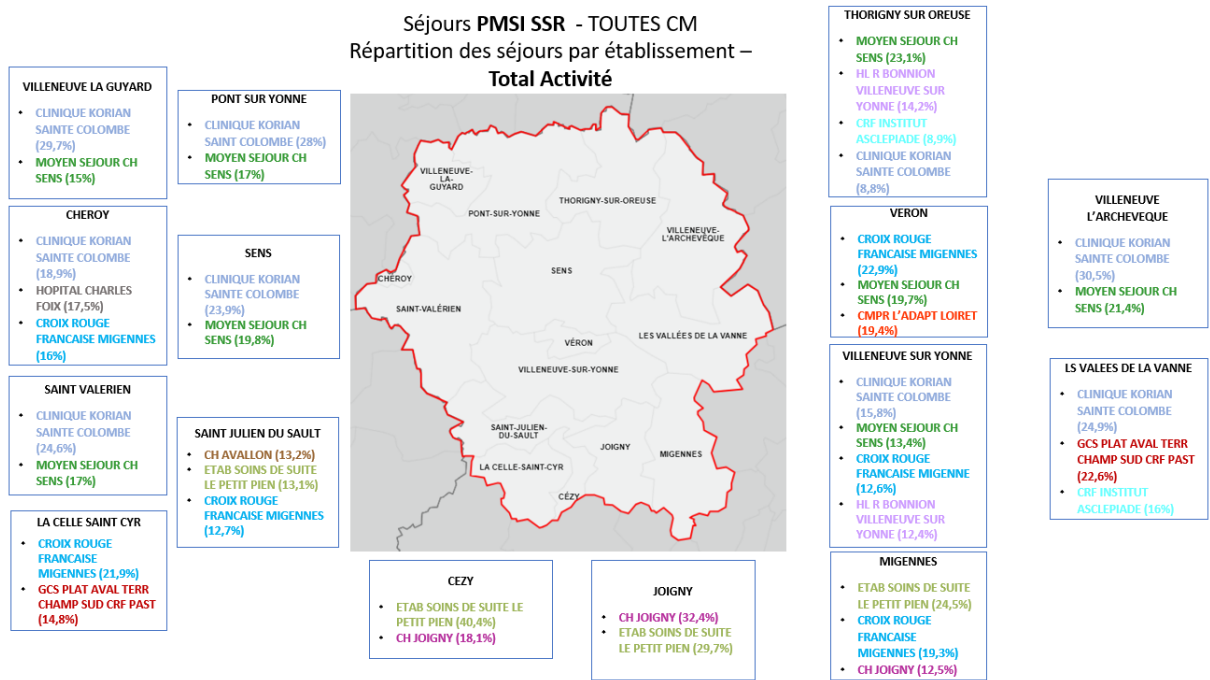 Séjours PMSI SSR - TOUTES CM
Répartition des séjours par établissement –
Total Activité
VILLENEUVE LA GUYARD
• CLINIQUE KORIAN
SAINTE COLOMBE
(29,7%)
• MOYEN SEJOUR CH
SENS (15%)
PONT SUR YONNE
• CLINIQUE KORIAN
SAINT COLOMBE (28%)
• MOYEN SEJOUR CH
SENS (17%)
CHEROY
• CLINIQUE KORIAN
SAINTE COLOMBE
(18,9%)
• HOPITAL CHARLES
FOIX (17,5%)
• CROIX ROUGE
FRANCAISE MIGENNES
(16%)
SENS
• CLINIQUE KORIAN
SAINTE COLOMBE
(23,9%)
• MOYEN SEJOUR CH
SENS (19,8%)
SAINT VALERIEN
• CLINIQUE KORIAN
SAINTE COLOMBE
(24,6%)
• MOYEN SEJOUR CH
SENS (17%)
SAINT JULIEN DU SAULT
• CH AVALLON (13,2%)
• ETAB SOINS DE SUITE
LE PETIT PIEN (13,1%)
• CROIX ROUGE
FRANCAISE MIGENNES
(12,7%)
LA CELLE SAINT CYR
• CROIX ROUGE
FRANCAISE
MIGENNES (21,9%)
• GCS PLAT AVAL TERR
CHAMP SUD CRF PAST
(14,8%)
VILLENEUVE-
LA-
GUYARD
PONT-SUR-YONNE
THORIGNY-SUR-OREUSE
VILLENEUVE-
L'ARCHEVÊQUE
SENS
CHÉROY
SAINT-VALÉRIEN
VÉRON
LES VALLÉES DE LA VANNE
VILLENEUVE-SUR-YONNE
SAINT-JULIEN-
DU-SAULT
JOIGNY
MIGENNES
LA CELLE-SAINT-CYR
CÉZY
CEZY
• ETAB SOINS DE SUITE LE
PETIT PIEN (40,4%)
• CH JOIGNY (18,1%)
JOIGNY
• CH JOIGNY (32,4%)
• ETAB SOINS DE SUITE
LE PETIT PIEN (29,7%)
THORIGNY SUR OREUSE
• MOYEN SEJOUR CH
SENS (23,1%)
• HL R BONNION
VILLENEUVE SUR
YONNE (14,2%)
• CRF INSTITUT
ASCLEPIADE (8,9%)
• CLINIQUE KORIAN
SAINTE COLOMBE
(8,8%)
VERON
• CROIX ROUGE
FRANCAISE MIGENNES
(22,9%)
• MOYEN SEJOUR CH
SENS (19,7%)
• CMPR L'ADAPT LOIRET
(19,4%)
VILLENEUVE SUR YONNE
• CLINIQUE KORIAN
SAINTE COLOMBE
(15,8%)
• MOYEN SEJOUR CH
SENS (13,4%)
• CROIX ROUGE
FRANCAISE MIGENNE
(12,6%)
• HL R BONNION
VILLENEUVE SUR
YONNE (12,4%)
MIGENNES
• ETAB SOINS DE SUITE
LE PETIT PIEN (24,5%)
• CROIX ROUGE
FRANCAISE
MIGENNES (19,3%)
• CH JOIGNY (12,5%)
VILLENEUVE
L'ARCHEVEQUE
• CLINIQUE KORIAN
SAINTE COLOMBE
(30,5%)
• MOYEN SEJOUR CH
SENS (21,4%)
LS VALEES DE LA VANNE
• CLINIQUE KORIAN
SAINTE COLOMBE
(24,9%)
• GCS PLAT AVAL TERR
CHAMP SUD CRF PAST
(22,6%)
• CRF INSTITUT
ASCLEPIADE (16%)